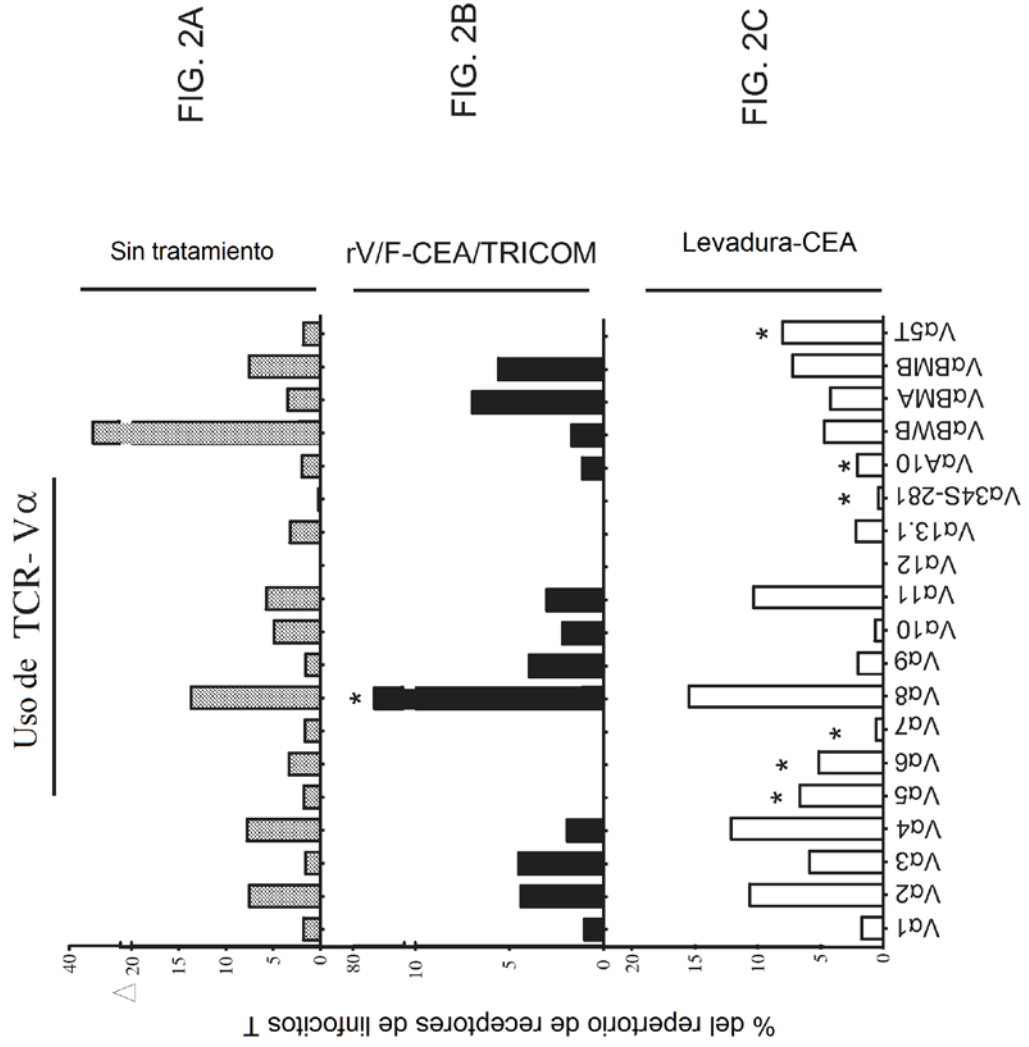 Uso de TCR- Vα
% del repertorio de receptores de linfocitos T
40
20
15
10
5
0
Sin tratamiento
FIG. 2A
80
10
5
0
rV/F-CEA/TRICOM
FIG. 2B
*
20
15
10
5
0
Levadura-CEA
FIG. 2C
* * * * * *
Vα1
Vα2
Vα3
Vα4
Vα5
Vα6
Vα7
Vα8
Vα9
Vα10
Vα11
Vα12
Vα13.1
Vα34S-281
VαA10
VαBWB
VαBMA
VαBMB
Vα5T